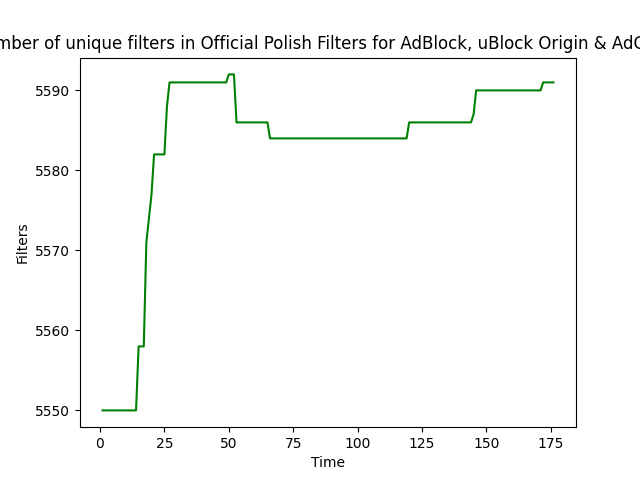 mber of unique filters in Official Polish Filters for AdBlock, uBlock Origin & AdG
5590
5580
5570
5560
5550
Filters
0 25 50 75 100 125 150 175
Time